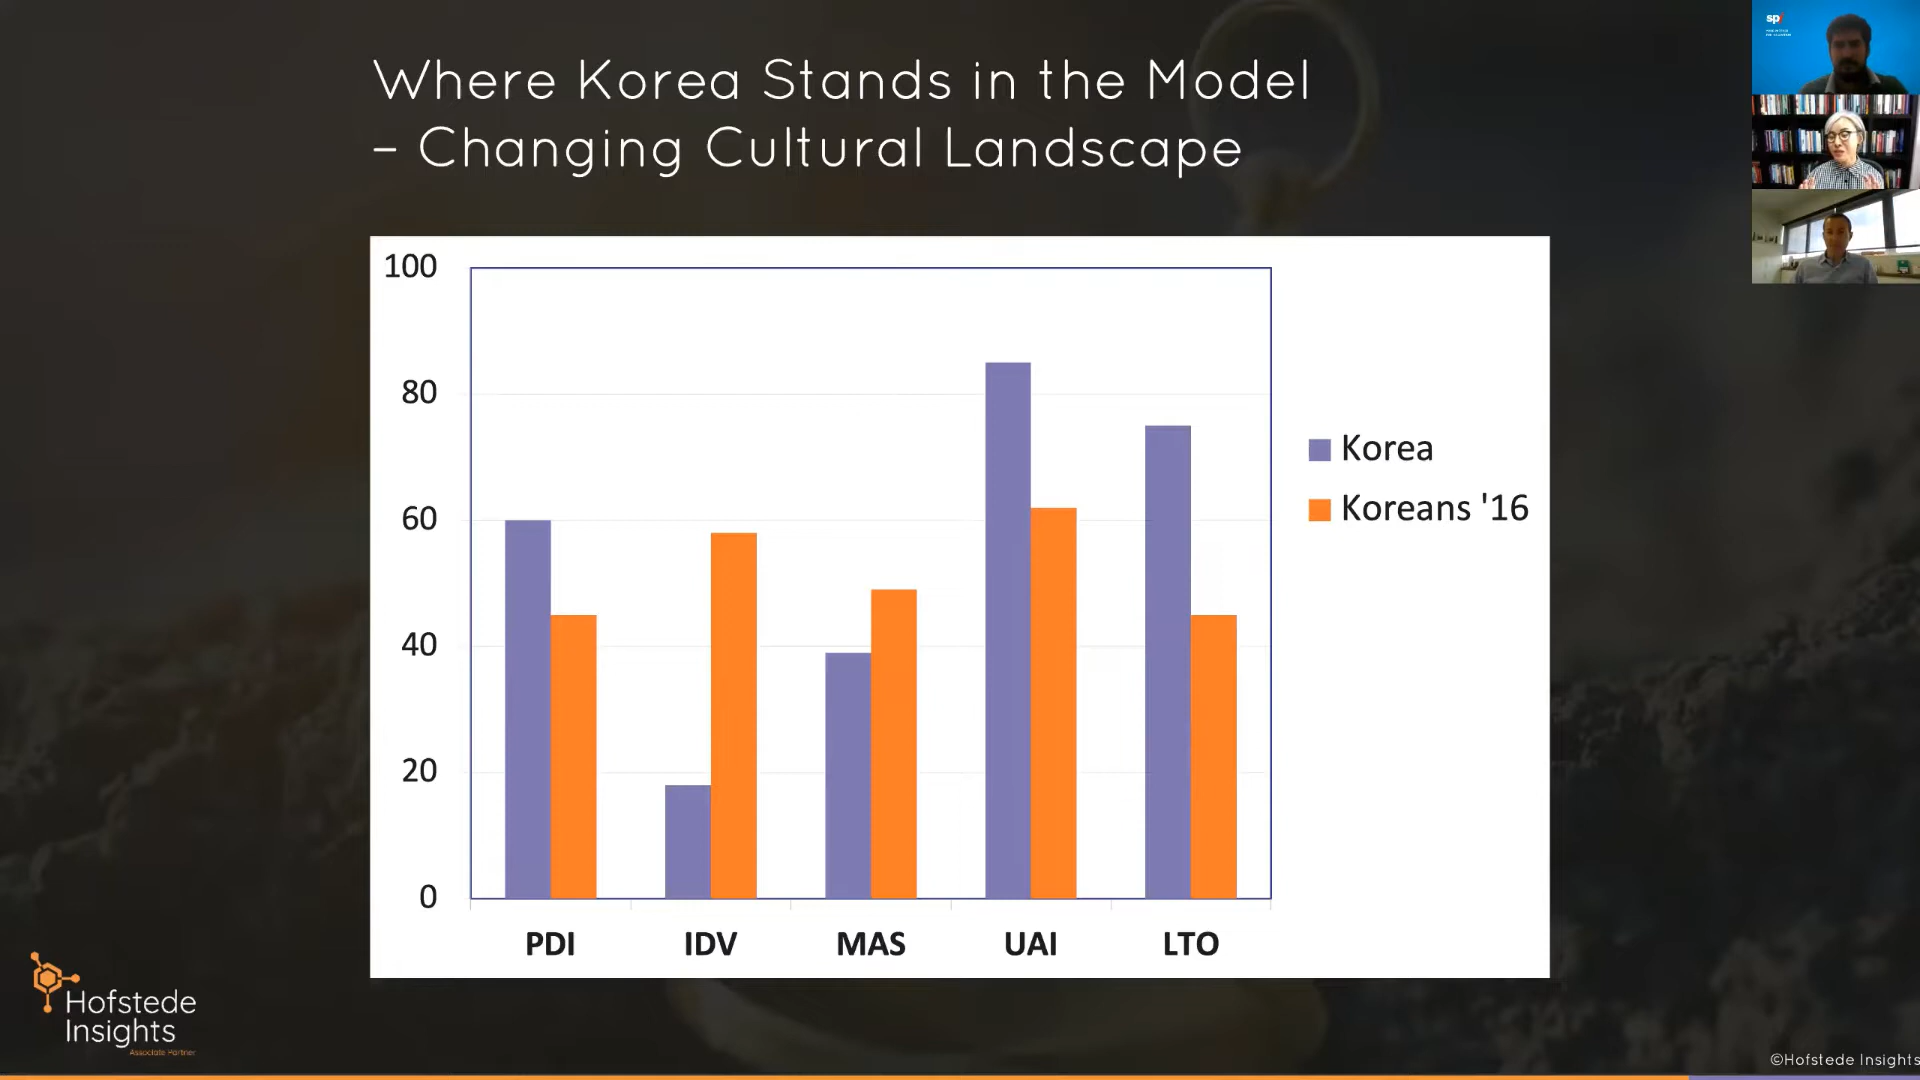 Where Korea Stands in the Model
– Changing Cultural Landscape
100
80
60
40
20
0
PDI IDV MAS UAI LTO
Korea
Koreans '16
Hofstede
Insights
Associate Partner
©Hofstede Insights
sp/